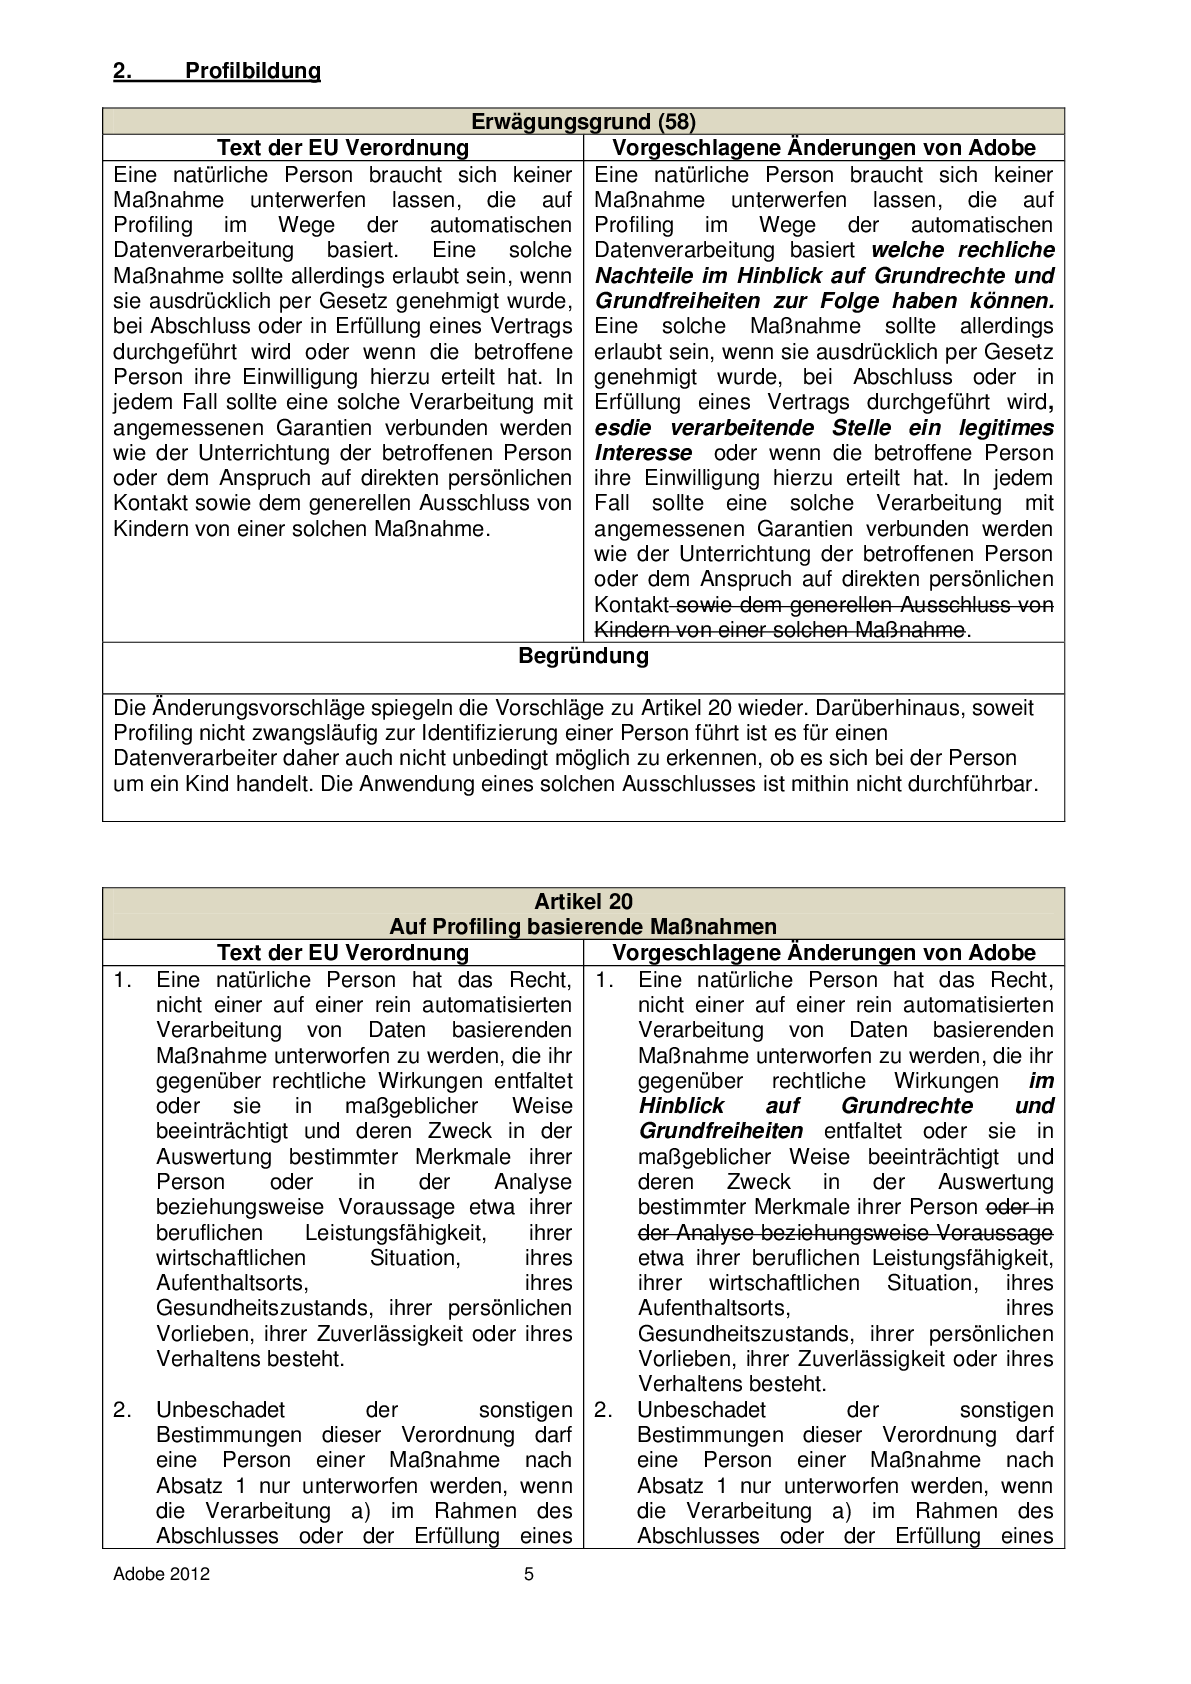 2. Profilbildung
Erwägungsgrund (58)
Text der EU Verordnung
Eine natürliche Person braucht sich keiner
Maßnahme unterwerfen lassen, die auf
Profiling im Wege der automatischen
Datenverarbeitung basiert. Eine solche
Maßnahme sollte allerdings erlaubt sein, wenn
sie ausdrücklich per Gesetz genehmigt wurde,
bei Abschluss oder in Erfüllung eines Vertrags
durchgeführt wird oder wenn die betroffene
Person ihre Einwilligung hierzu erteilt hat. In
jedem Fall sollte eine solche Verarbeitung mit
angemessenen Garantien verbunden werden
wie der Unterrichtung der betroffenen Person
oder dem Anspruch auf direkten persönlichen
Kontakt sowie dem generellen Ausschluss von
Kindern von einer solchen Maßnahme.
Vorgeschlagene Änderungen von Adobe
Eine natürliche Person braucht sich keiner
Maßnahme unterwerfen lassen, die auf
Profiling im Wege der automatischen
Datenverarbeitung basiert welche rechliche
Nachteile im Hinblick auf Grundrechte und
Grundfreiheiten zur Folge haben können.
Eine solche Maßnahme sollte allerdings
erlaubt sein, wenn sie ausdrücklich per Gesetz
genehmigt wurde, bei Abschluss oder in
Erfüllung eines Vertrags durchgeführt wird,
esdie verarbeitende Stelle ein legitimes
Interesse oder wenn die betroffene Person
ihre Einwilligung hierzu erteilt hat. In jedem
Fall sollte eine solche Verarbeitung mit
angemessenen Garantien verbunden werden
wie der Unterrichtung der betroffenen Person
oder dem Anspruch auf direkten persönlichen
Kontakt sowie dem generellen Ausschluss von
Kindern von einer solchen Maßnahme.
Begründung
Die Änderungsvorschläge spiegeln die Vorschläge zu Artikel 20 wieder. Darüberhinaus, soweit
Profiling nicht zwangsläufig zur Identifizierung einer Person führt ist es für einen
Datenverarbeiter daher auch nicht unbedingt möglich zu erkennen, ob es sich bei der Person
um ein Kind handelt. Die Anwendung eines solchen Ausschlusses ist mithin nicht durchführbar.
Artikel 20
Auf Profiling basierende Maßnahmen
Text der EU Verordnung
1. Eine natürliche Person hat das Recht,
nicht einer auf einer rein automatisierten
Verarbeitung von Daten basierenden
Maßnahme unterworfen zu werden, die ihr
gegenüber rechtliche Wirkungen entfaltet
oder sie in maßgeblicher Weise
beeinträchtigt und deren Zweck in der
Auswertung bestimmter Merkmale ihrer
Person oder in der Analyse
beziehungsweise Voraussage etwa ihrer
beruflichen Leistungsfähigkeit, ihrer
wirtschaftlichen Situation, ihres
Aufenthaltsorts, ihres
Gesundheitszustands, ihrer persönlichen
Vorlieben, ihrer Zuverlässigkeit oder ihres
Verhaltens besteht.
2. Unbeschadet der sonstigen
Bestimmungen dieser Verordnung darf
eine Person einer Maßnahme nach
Absatz 1 nur unterworfen werden, wenn
die Verarbeitung a) im Rahmen des
Abschlusses oder der Erfüllung eines
Vorgeschlagene Änderungen von Adobe
1. Eine natürliche Person hat das Recht,
nicht einer auf einer rein automatisierten
Verarbeitung von Daten basierenden
Maßnahme unterworfen zu werden, die ihr
gegenüber rechtliche Wirkungen im
Hinblick auf Grundrechte und
Grundfreiheiten entfaltet oder sie in
maßgeblicher Weise beeinträchtigt und
deren Zweck in der Auswertung
bestimmter Merkmale ihrer Person oder in
der Analyse beziehungsweise Voraussage
etwa ihrer beruflichen Leistungsfähigkeit,
ihrer wirtschaftlichen Situation, ihres
Aufenthaltsorts, ihres
Gesundheitszustands, ihrer persönlichen
Vorlieben, ihrer Zuverlässigkeit oder ihres
Verhaltens besteht.
2. Unbeschadet der sonstigen
Bestimmungen dieser Verordnung darf
eine Person einer Maßnahme nach
Absatz 1 nur unterworfen werden, wenn
die Verarbeitung a) im Rahmen des
Abschlusses oder der Erfüllung eines
Adobe 2012 5